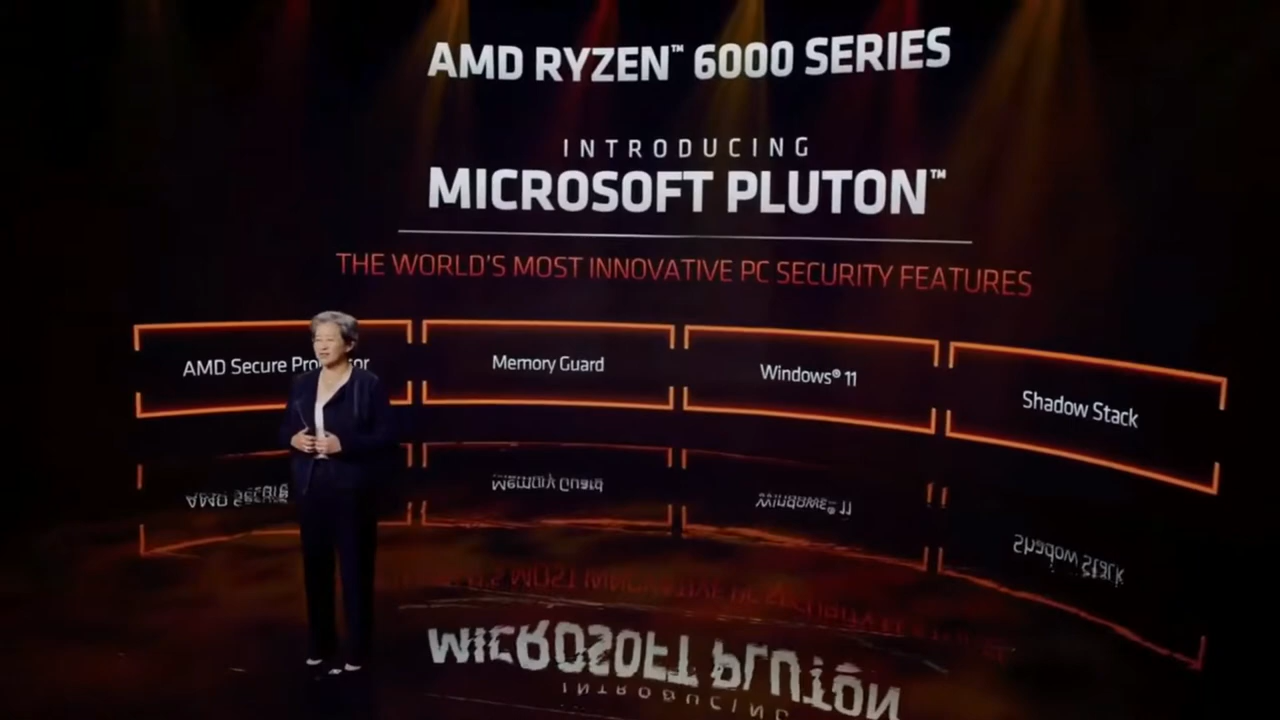 AMD RYZEN™ 6000 SERIES
INTRODUCING
MICROSOFT PLUTON™
THE WORLD'S MOST INNOVATIVE PC SECURITY FEATURES
AMD Secure Processor
Memory Guard
Windows® 11
Shadow Stack